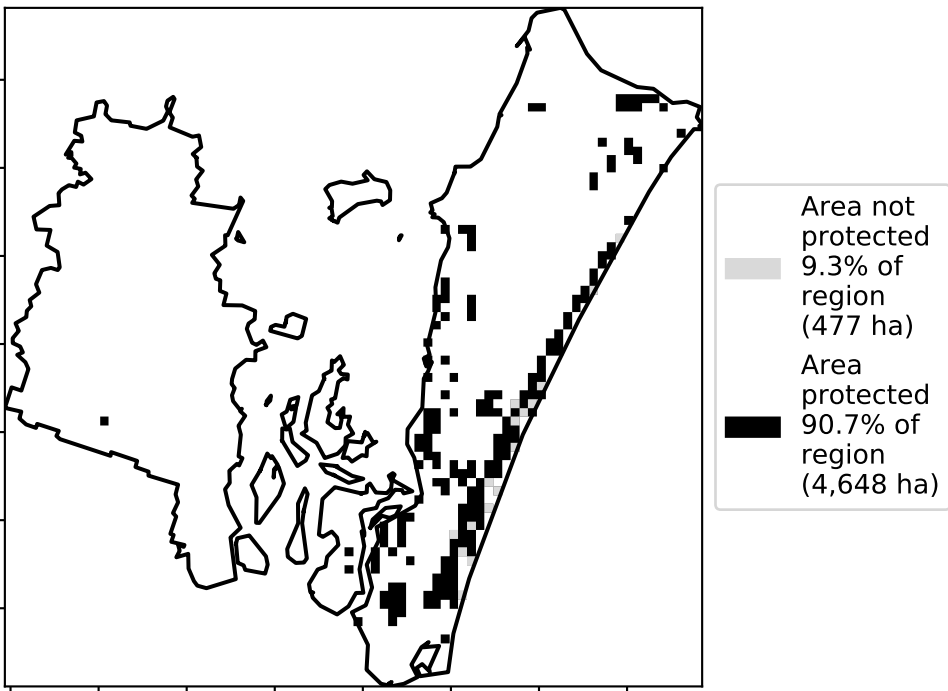 Area not
protected
9.3% of
region
(477 ha)
Area
protected
90.7% of
region
(4,648 ha)